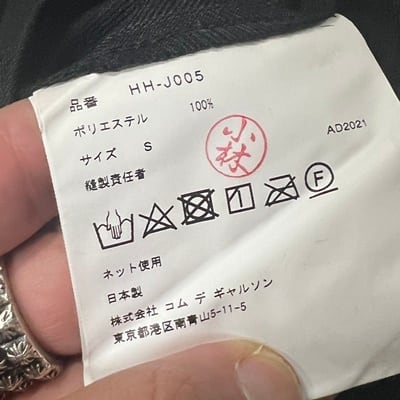 品番 HH-J005
ポリエステル 100%
サイズ S AD2021
縫製責任者 小林
F
ネット使用
日本製
株式会社 コム デ ギャルソン
東京都港区南青山5-11-5